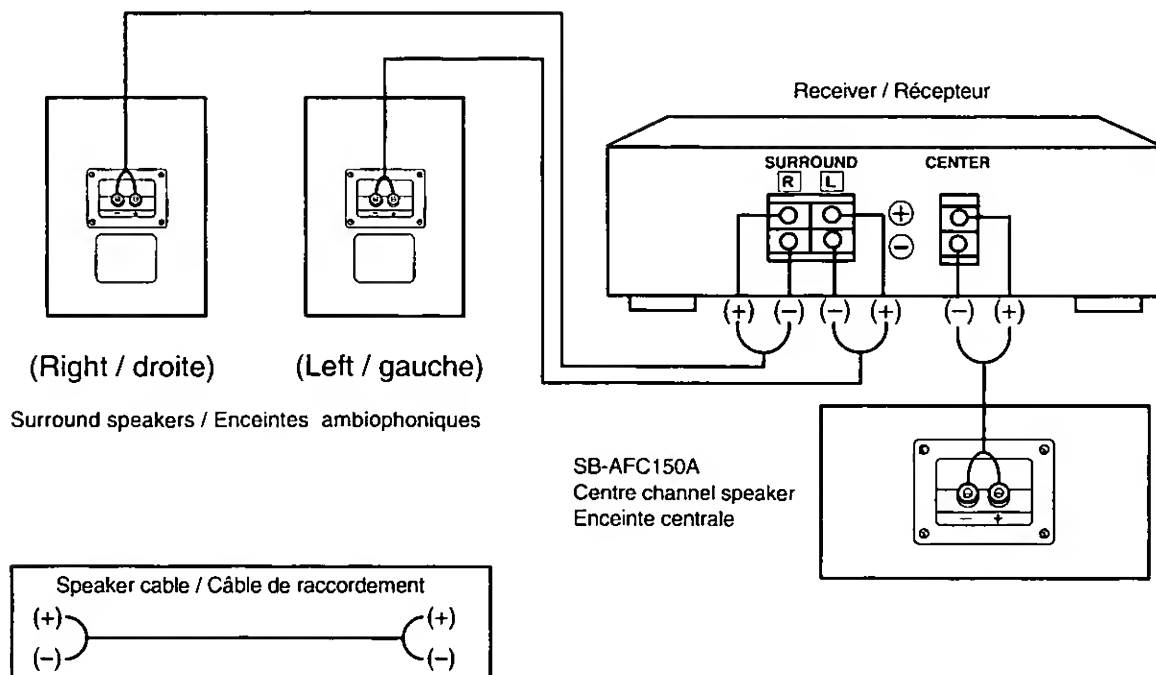 Receiver / Récepteur
SURROUND
CENTER
R L
+
−
− +
− +
(+) (−) (−) (+) (−) (+)
(Right / droite) (Left / gauche)
Surround speakers / Enceintes ambiophoniques
SB-AFC150A
Centre channel speaker
Enceinte centrale
− +
Speaker cable / Câble de raccordement
(+) (+)
(−) (−)